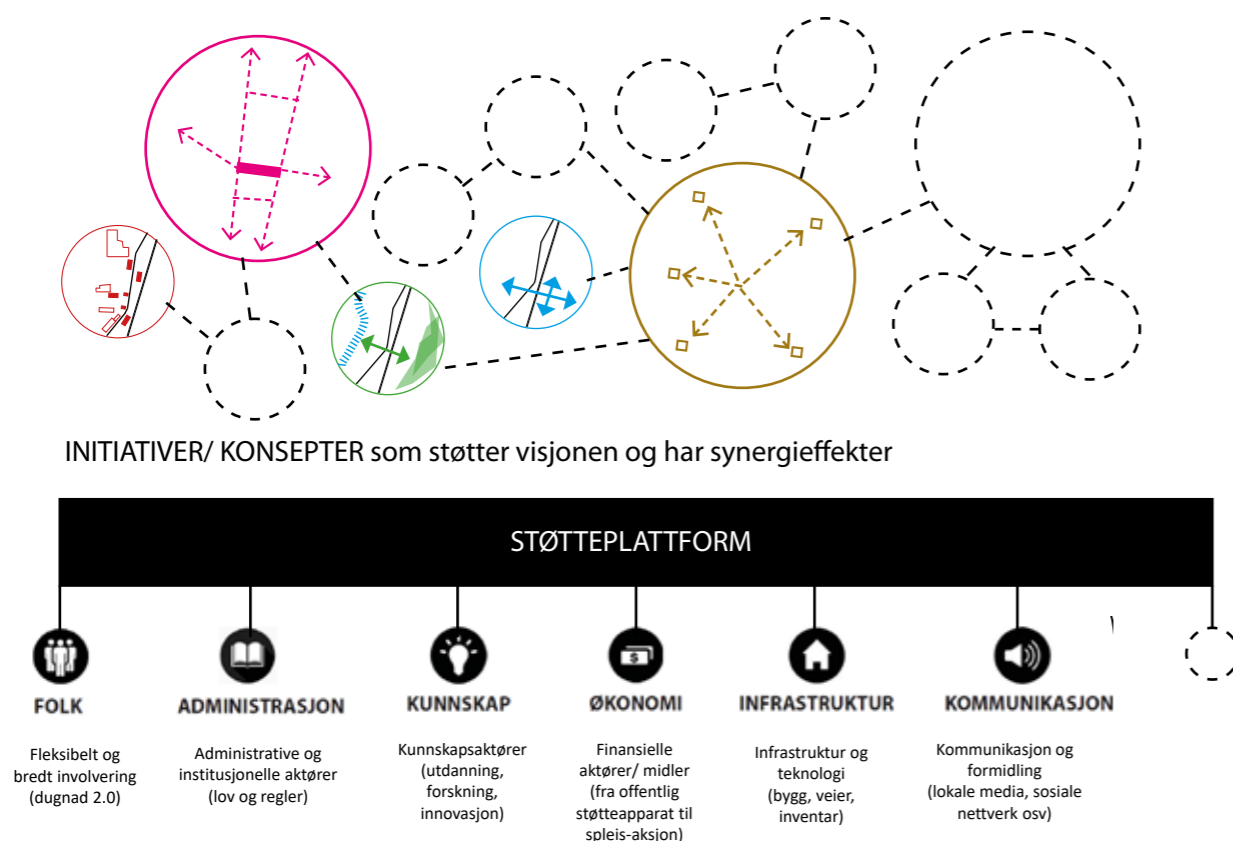 INITIATIVER/ KONSEPTER som støtter visjonen og har synergieffekter
STØTTEPLATTFORM
FOLK
Fleksibelt og
bredt involvering
(dugnad 2.0)
ADMINISTRASJON
Administrative og
institusjonelle aktører
(lov og regler)
KUNNSKAP
Kunnskapsaktører
(utdanning,
forskning,
innovasjon)
$
ØKONOMI
Finansielle
aktører/ midler
(fra offentlig
støtteapparat til
spleis-aksjon)
INFRASTRUKTUR
Infrastruktur og
teknologi
(bygg, veier,
inventar)
KOMMUNIKASJON
Kommunikasjon og
formidling
(lokale media, sosiale
nettverk osv)